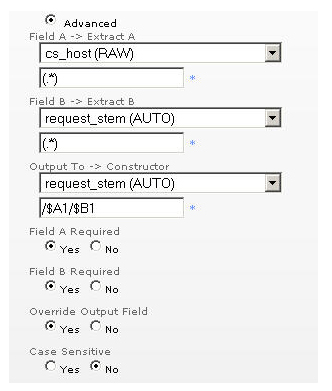 Advanced
Field A -> Extract A
cs_host (RAW)
(.*) *
Field B -> Extract B
request_stem (AUTO)
(.*) *
Output To -> Constructor
request_stem (AUTO)
/$A1/$B1 *
Field A Required
Yes No
Field B Required
Yes No
Override Output Field
Yes No
Case Sensitive
Yes No